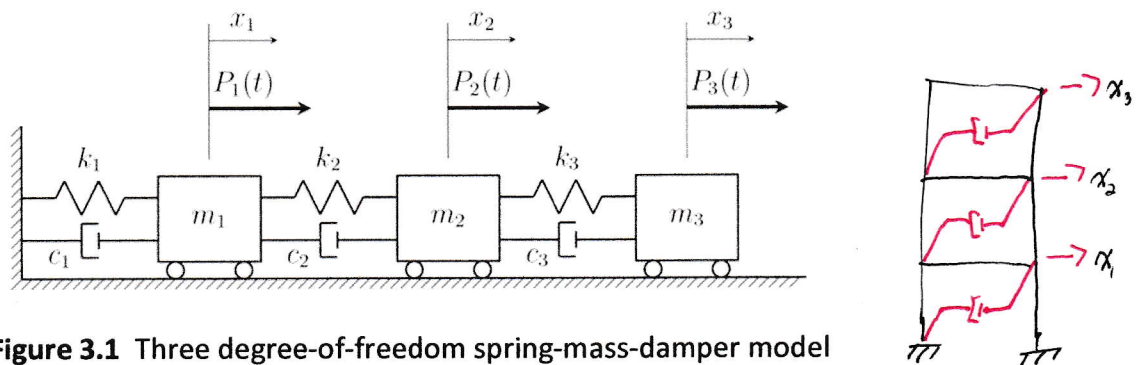 x₁ x₂ x₃
P₁(t) P₂(t) P₃(t)
k₁ k₂ k₃
m₁ m₂ m₃
c₁ c₂ c₃
x₃
x₂
x₁
Figure 3.1 Three degree-of-freedom spring-mass-damper model